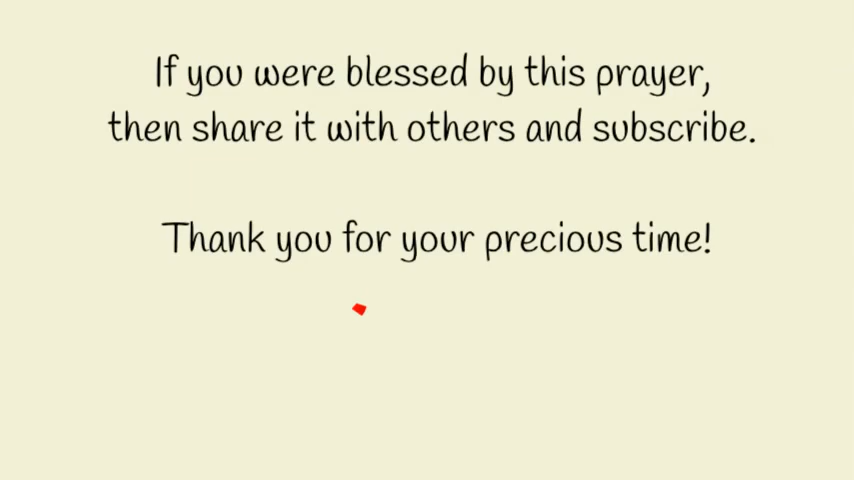 If you were blessed by this prayer,
then share it with others and subscribe.
Thank you for your precious time!